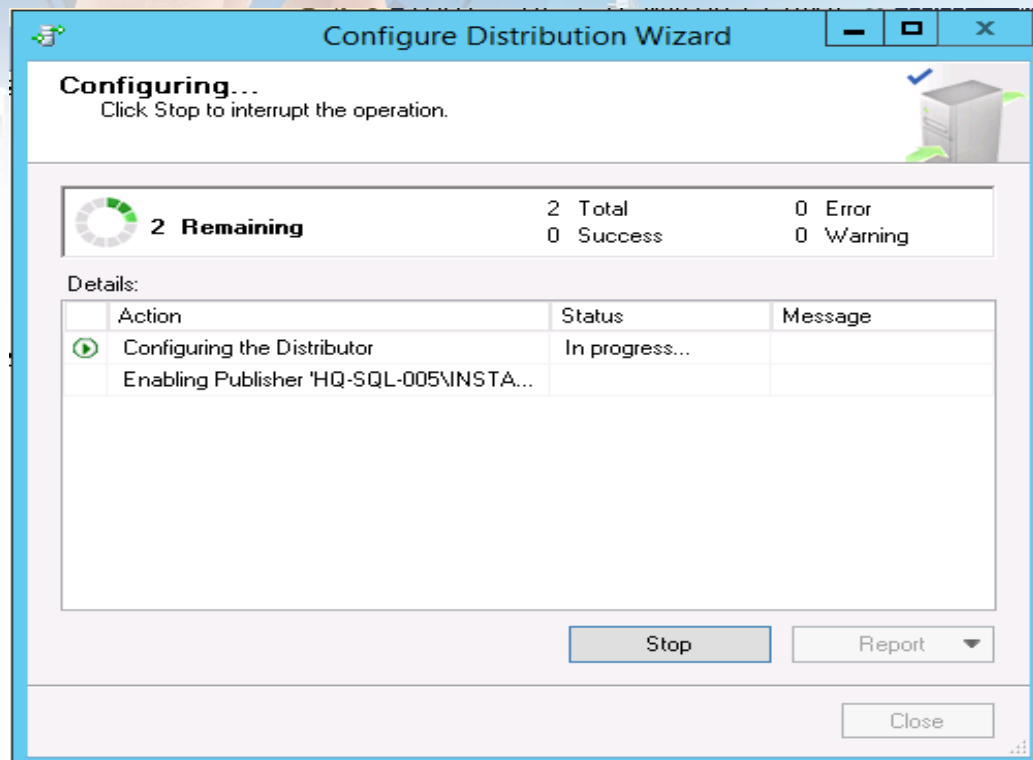 Configure Distribution Wizard
Configuring...
Click Stop to interrupt the operation.
2 Remaining
2 Total
0 Error
0 Success
0 Warning
Details:
Action Status Message
Configuring the Distributor In progress...
Enabling Publisher 'HQ-SQL-005\INSTA...
Stop
Report
Close